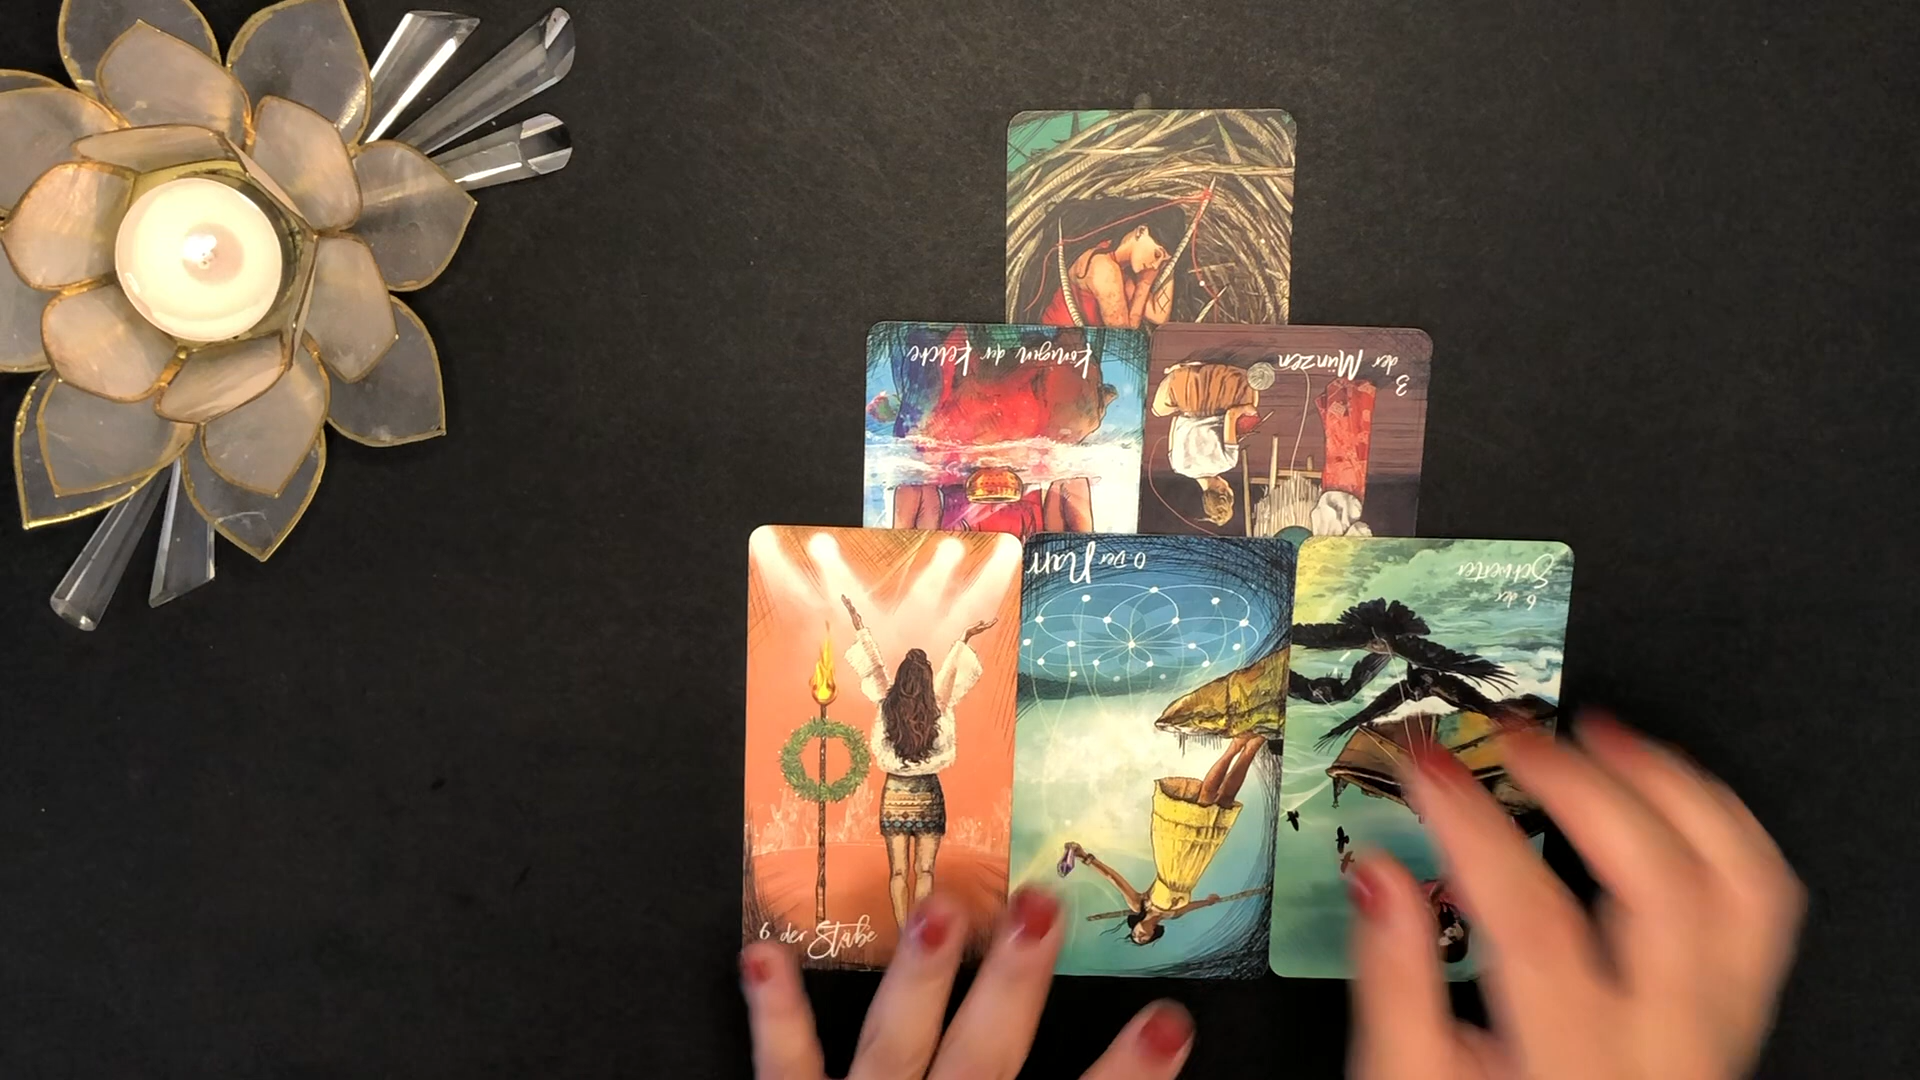 Königin der Kelche
3 der Münzen
0. Der Narr
6 der
Schwerter
6 der Stäbe